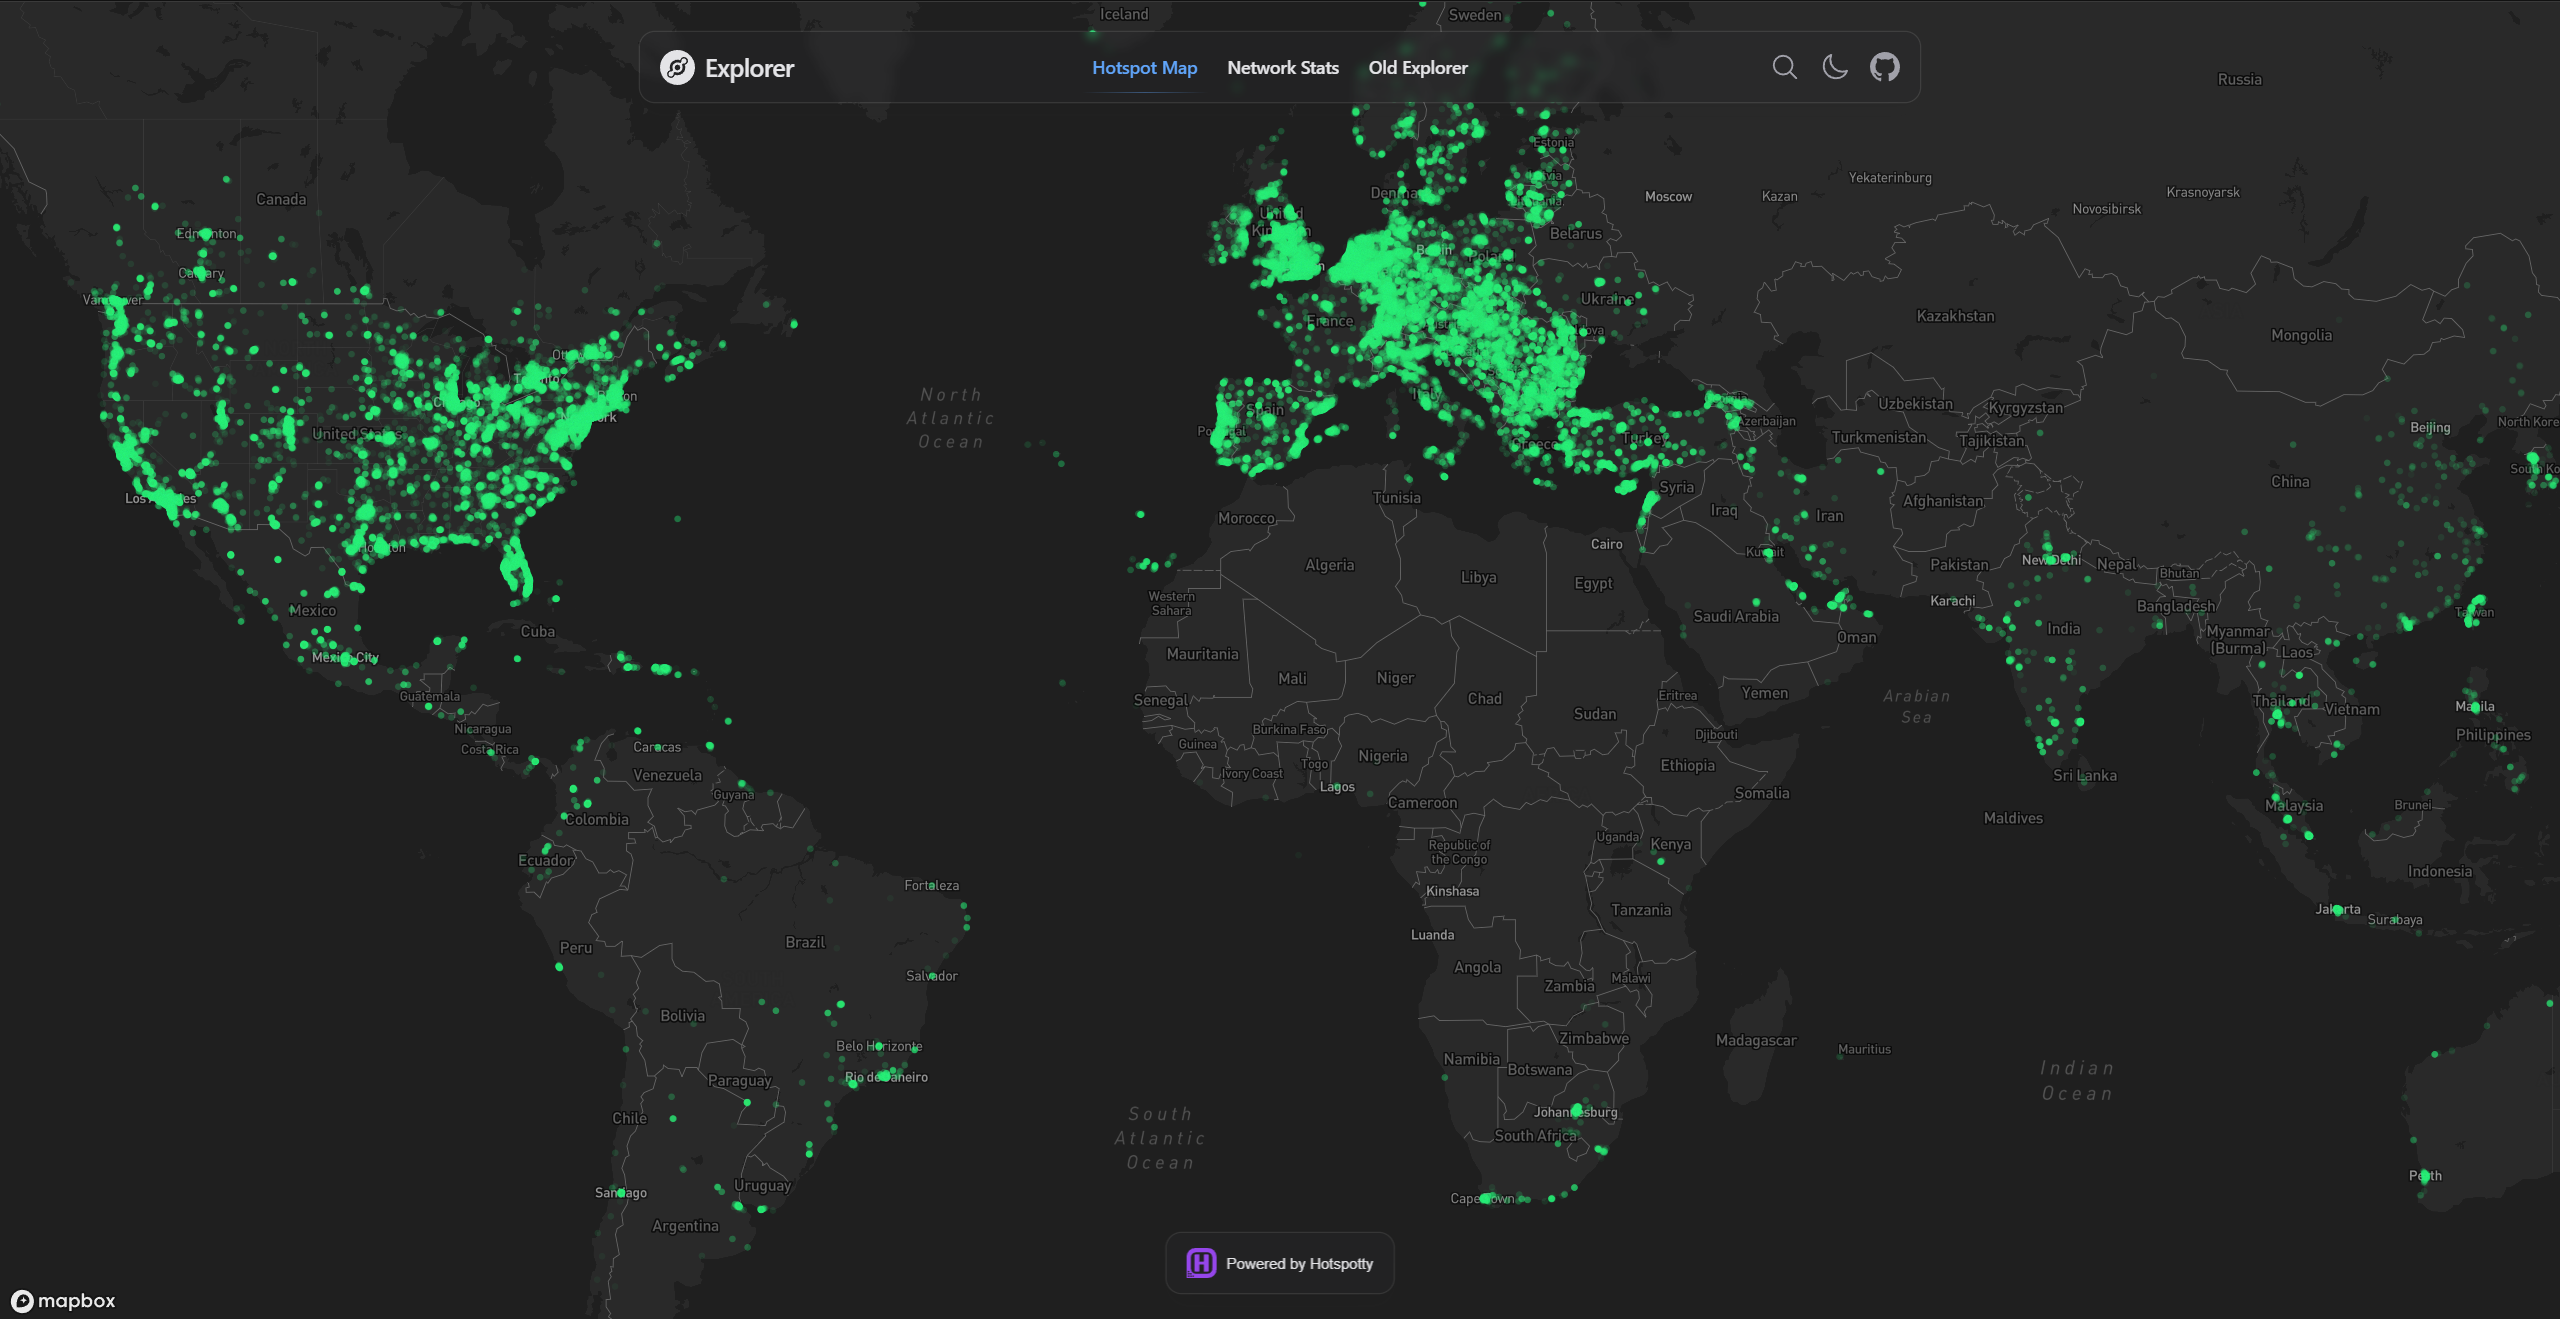 Iceland
Sweden
Explorer
Hotspot Map
Network Stats
Old Explorer
Russia
Estonia
Yekaterinburg
Canada
Moscow
Kazan
Krasnoyarsk
Novosibirsk
United
Kingdom
Belarus
Edmonton
Calgary
Berlin
Poland
Vancouver
Ukraine
France
Kazakhstan
Mongolia
Ottawa
Toronto
North
Atlantic
Ocean
Italy
Spain
Uzbekistan
Kyrgyzstan
Azerbaijan
Beijing
North Kore
United States
Portugal
Greece
Turkey
Turkmenistan
Tajikistan
South Ko
Los Angeles
Tunisia
Syria
Afghanistan
China
Morocco
Iraq
Iran
Houston
Cairo
Kuwait
Algeria
Libya
Egypt
Pakistan
New Delhi
Nepal
Bhutan
Western
Sahara
Karachi
Bangladesh
Mexico
Saudi Arabia
Taiwan
Cuba
Oman
India
Myanmar
(Burma)
Laos
Mexico City
Mauritania
Mali
Niger
Chad
Guatemala
Senegal
Eritrea
Yemen
Arabian
Sea
Thailand
Vietnam
Manila
Sudan
Nicaragua
Burkina Faso
Djibouti
Philippines
Costa Rica
Caracas
Guinea
Nigeria
Venezuela
Ivory Coast
Togo
Ethiopia
Sri Lanka
Guyana
Lagos
Cameroon
Somalia
Malaysia
Brunei
Colombia
Maldives
Uganda
Kenya
Republic of
the Congo
Ecuador
Indonesia
Fortaleza
Kinshasa
Tanzania
Jakarta
Surabaya
Peru
Brazil
Luanda
Salvador
Angola
Zambia
Malawi
Bolivia
Belo Horizonte
Zimbabwe
Madagascar
Mauritius
Rio de Janeiro
Namibia
Botswana
Paraguay
Indian
Ocean
Chile
South
Atlantic
Ocean
Johannesburg
South Africa
Perth
Santiago
Uruguay
Cape Town
Argentina
Powered by Hotspotty
mapbox